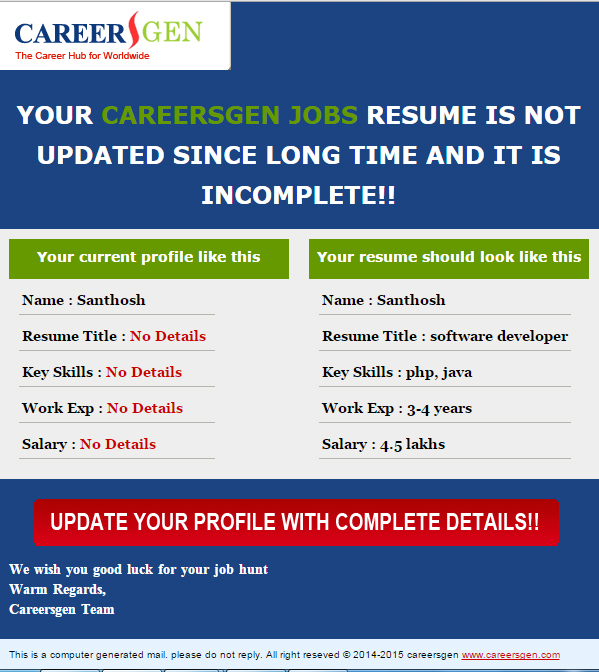 CAREERSGEN
The Career Hub for Worldwide
YOUR CAREERSGEN JOBS RESUME IS NOT
UPDATED SINCE LONG TIME AND IT IS
INCOMPLETE!!
Your current profile like this
Name : Santhosh
Resume Title : No Details
Key Skills : No Details
Work Exp : No Details
Salary : No Details
Your resume should look like this
Name : Santhosh
Resume Title : software developer
Key Skills : php, java
Work Exp : 3-4 years
Salary : 4.5 lakhs
UPDATE YOUR PROFILE WITH COMPLETE DETAILS!!
We wish you good luck for your job hunt
Warm Regards,
Careersgen Team
This is a computer generated mail. please do not reply. All right reseved © 2014-2015 careersgen www.careersgen.com